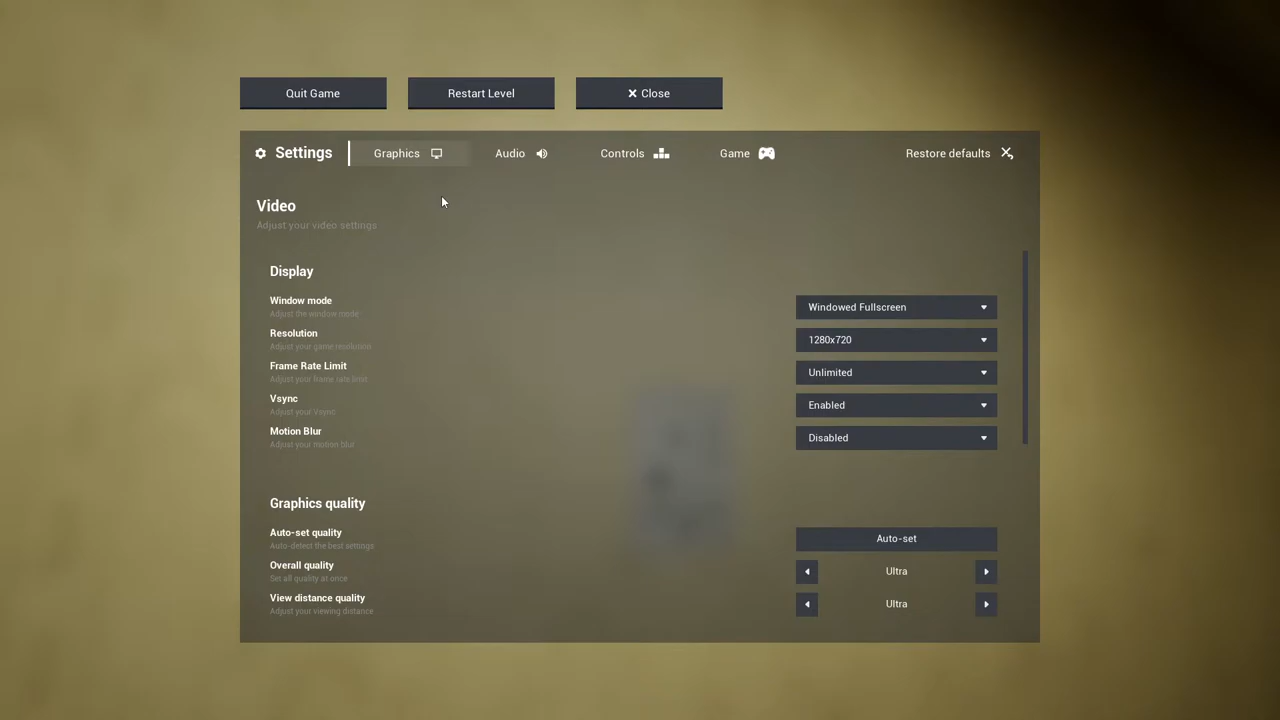 Quit Game
Restart Level
Close
Settings
Graphics
Audio
Controls
Game
Restore defaults
Video
Adjust your video settings
Display
Window mode
Windowed Fullscreen
Adjust the window mode
Resolution
1280x720
Adjust your game resolution
Frame Rate Limit
Unlimited
Adjust your frame rate limit
Vsync
Enabled
Adjust your Vsync
Motion Blur
Disabled
Adjust your motion blur
Graphics quality
Auto-set quality
Auto-set
Auto-detect the best settings
Overall quality
Ultra
Set all quality at once
View distance quality
Ultra
Adjust your viewing distance